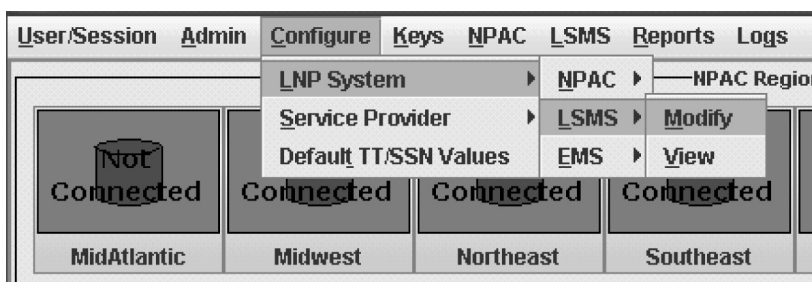 User/Session Admin Configure Keys NPAC LSMS Reports Logs
LNP System NPAC NPAC Regio
Service Provider LSMS Modify
Default TT/SSN Values EMS View
Not
Connected Connected Connected Connected
MidAtlantic Midwest Northeast Southeast